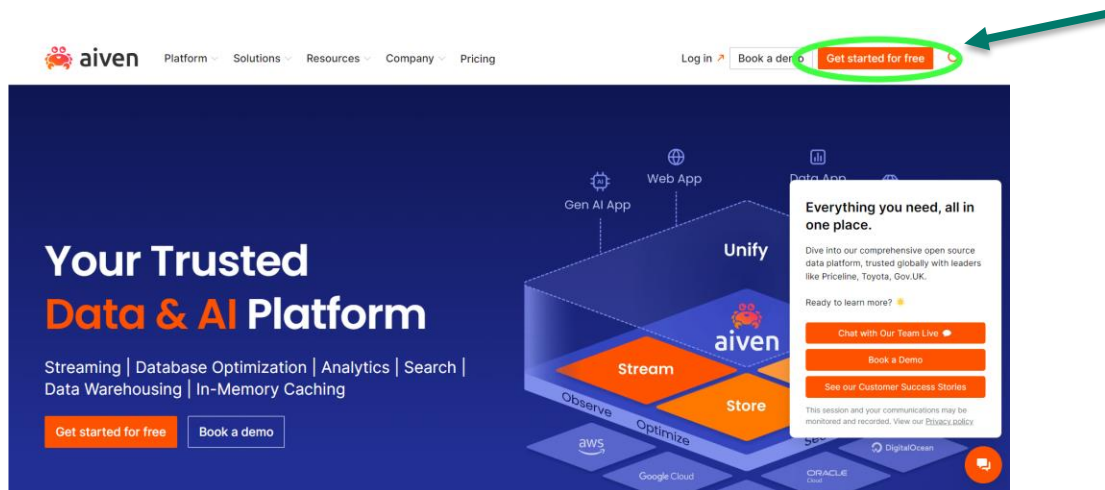 aiven
Platform
Solutions
Resources
Company
Pricing
Log in
Book a demo
Get started for free
Your Trusted
Data & AI Platform
Streaming | Database Optimization | Analytics | Search |
Data Warehousing | In-Memory Caching
Get started for free
Book a demo
Gen AI App
Web App
Data App
Unify
aiven
Stream
Store
Observe
Optimize
aws
Google Cloud
ORACLE
Cloud
DigitalOcean
Everything you need, all in
one place.
Dive into our comprehensive open source
data platform, trusted globally with leaders
like Priceline, Toyota, Gov.UK.
Ready to learn more?
Chat with Our Team Live
Book a Demo
See our Customer Success Stories
This session and your communications may be
monitored and recorded. View our Privacy policy